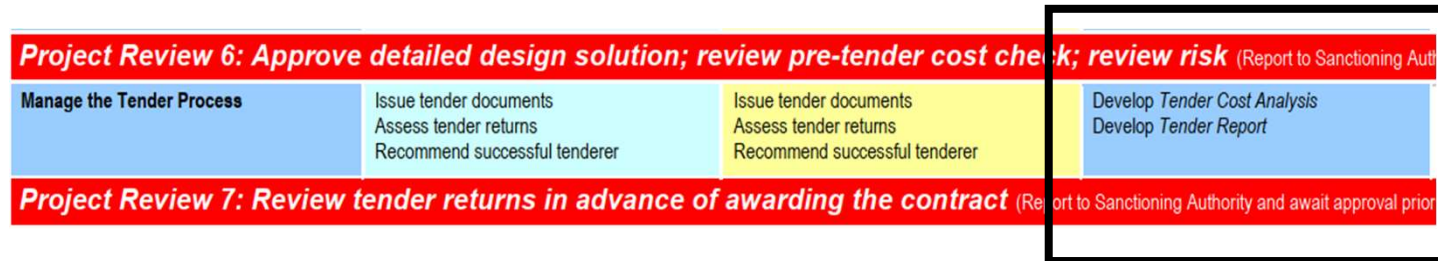 Project Review 6: Approve detailed design solution; review pre-tender cost check; review risk (Report to Sanctioning
Manage the Tender Process
Issue tender documents
Assess tender returns
Recommend successful tenderer
Issue tender documents
Assess tender returns
Recommend successful tenderer
Develop Tender Cost Analysis
Develop Tender Report
Project Review 7: Review tender returns in advance of awarding the contract (Report to Sanctioning Authority and await approval prior